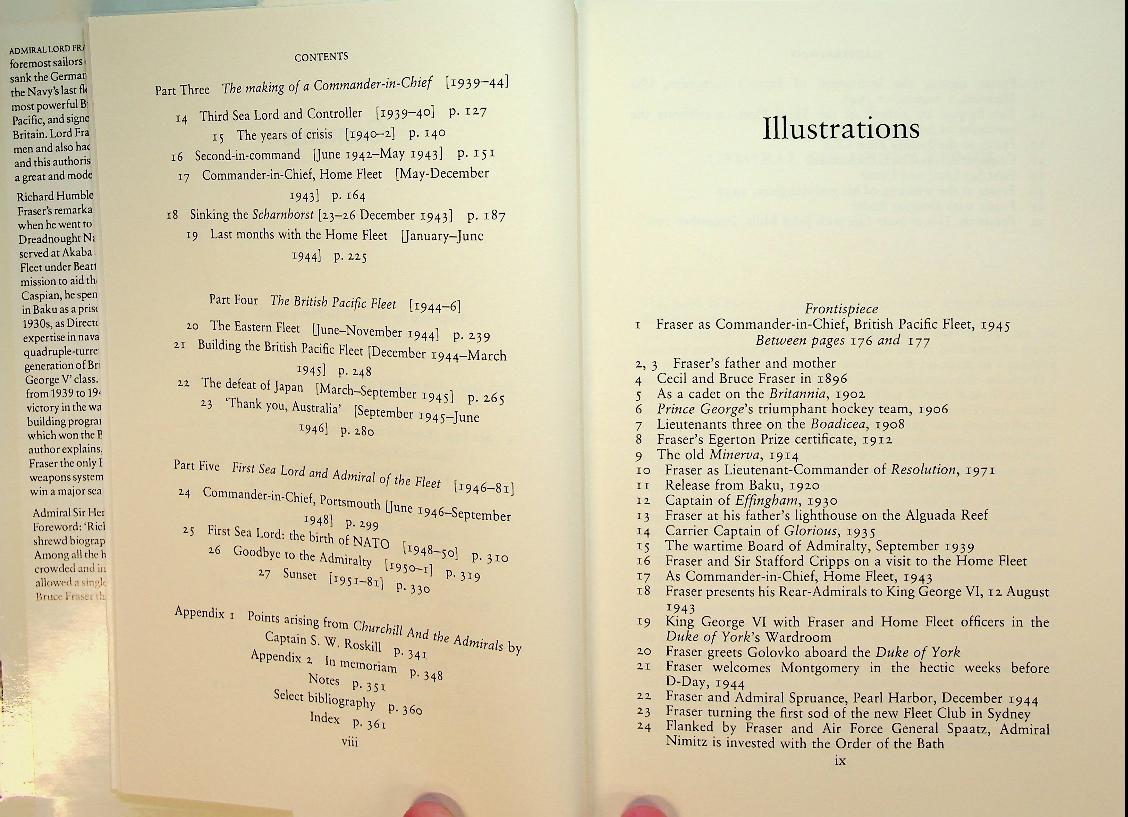 ADMIRAL LORD FRA
foremost sailors
sank the German
the Navy's last fl
most powerful B
Pacific, and signe
Britain. Lord Fra
men and also had
and this authoris
a great and mode
Richard Humble
Fraser's remarka
when he went to
Dreadnought N
served at Akaba
Fleet under Beatt
mission to aid th
Caspian, he spen
in Baku as a pris
1930s, as Directo
expertise in nava
quadruple-turre
generation of Bri
George V' class.
from 1939 to 19
victory in the wa
building progra
which won the B
author explains,
Fraser the only
weapons system
win a major sea
Admiral Sir Her
Foreword: 'Rich
shrewd biograp
Among all the h
crowded and in
allowed a single
Bruce Fraser th
CONTENTS
Part Three The making of a Commander-in-Chief [1939–44]
14 Third Sea Lord and Controller [1939–40] p. 127
15 The years of crisis [1940–2] p. 140
16 Second-in-command [June 1942–May 1943] p. 151
17 Commander-in-Chief, Home Fleet [May-December
1943] p. 164
18 Sinking the Scharnhorst [23–26 December 1943] p. 187
19 Last months with the Home Fleet [January–June
1944] p. 225
Part Four The British Pacific Fleet [1944–6]
20 The Eastern Fleet [June–November 1944] p. 239
21 Building the British Pacific Fleet [December 1944–March
1945] p. 248
22 The defeat of Japan [March–September 1945] p. 265
23 'Thank you, Australia' [September 1945–June
1946] p. 280
Part Five First Sea Lord and Admiral of the Fleet [1946–81]
24 Commander-in-Chief, Portsmouth [June 1946–September
1948] p. 299
25 First Sea Lord: the birth of NATO [1948–50] p. 310
26 Goodbye to the Admiralty [1950–1] p. 319
27 Sunset [1951–81] p. 330
Appendix 1 Points arising from Churchill And the Admirals by
Captain S. W. Roskill p. 341
Appendix 2 In memoriam p. 348
Notes p. 351
Select bibliography p. 360
Index p. 361
viii
Illustrations
Frontispiece
1 Fraser as Commander-in-Chief, British Pacific Fleet, 1945
Between pages 176 and 177
2, 3 Fraser's father and mother
4 Cecil and Bruce Fraser in 1896
5 As a cadet on the Britannia, 1902
6 Prince George's triumphant hockey team, 1906
7 Lieutenants three on the Boadicea, 1908
8 Fraser's Egerton Prize certificate, 1912
9 The old Minerva, 1914
10 Fraser as Lieutenant-Commander of Resolution, 1971
11 Release from Baku, 1920
12 Captain of Effingham, 1930
13 Fraser at his father's lighthouse on the Alguada Reef
14 Carrier Captain of Glorious, 1935
15 The wartime Board of Admiralty, September 1939
16 Fraser and Sir Stafford Cripps on a visit to the Home Fleet
17 As Commander-in-Chief, Home Fleet, 1943
18 Fraser presents his Rear-Admirals to King George VI, 12 August
1943
19 King George VI with Fraser and Home Fleet officers in the
Duke of York's Wardroom
20 Fraser greets Golovko aboard the Duke of York
21 Fraser welcomes Montgomery in the hectic weeks before
D-Day, 1944
22 Fraser and Admiral Spruance, Pearl Harbor, December 1944
23 Fraser turning the first sod of the new Fleet Club in Sydney
24 Flanked by Fraser and Air Force General Spaatz, Admiral
Nimitz is invested with the Order of the Bath
ix